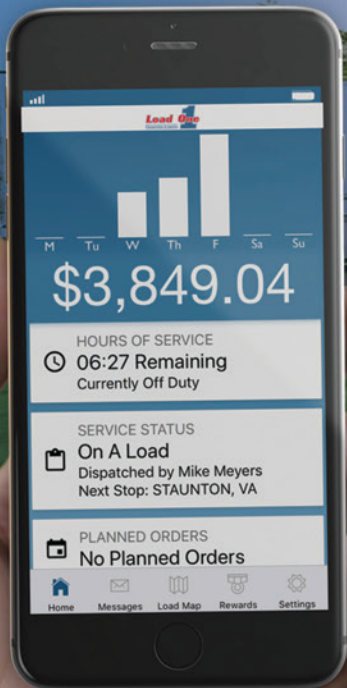 Load One 1
M Tu W Th F Sa Su
$3,849.04
HOURS OF SERVICE
06:27 Remaining
Currently Off Duty
SERVICE STATUS
On A Load
Dispatched by Mike Meyers
Next Stop: STAUNTON, VA
PLANNED ORDERS
No Planned Orders
Home Messages Load Map Rewards Settings